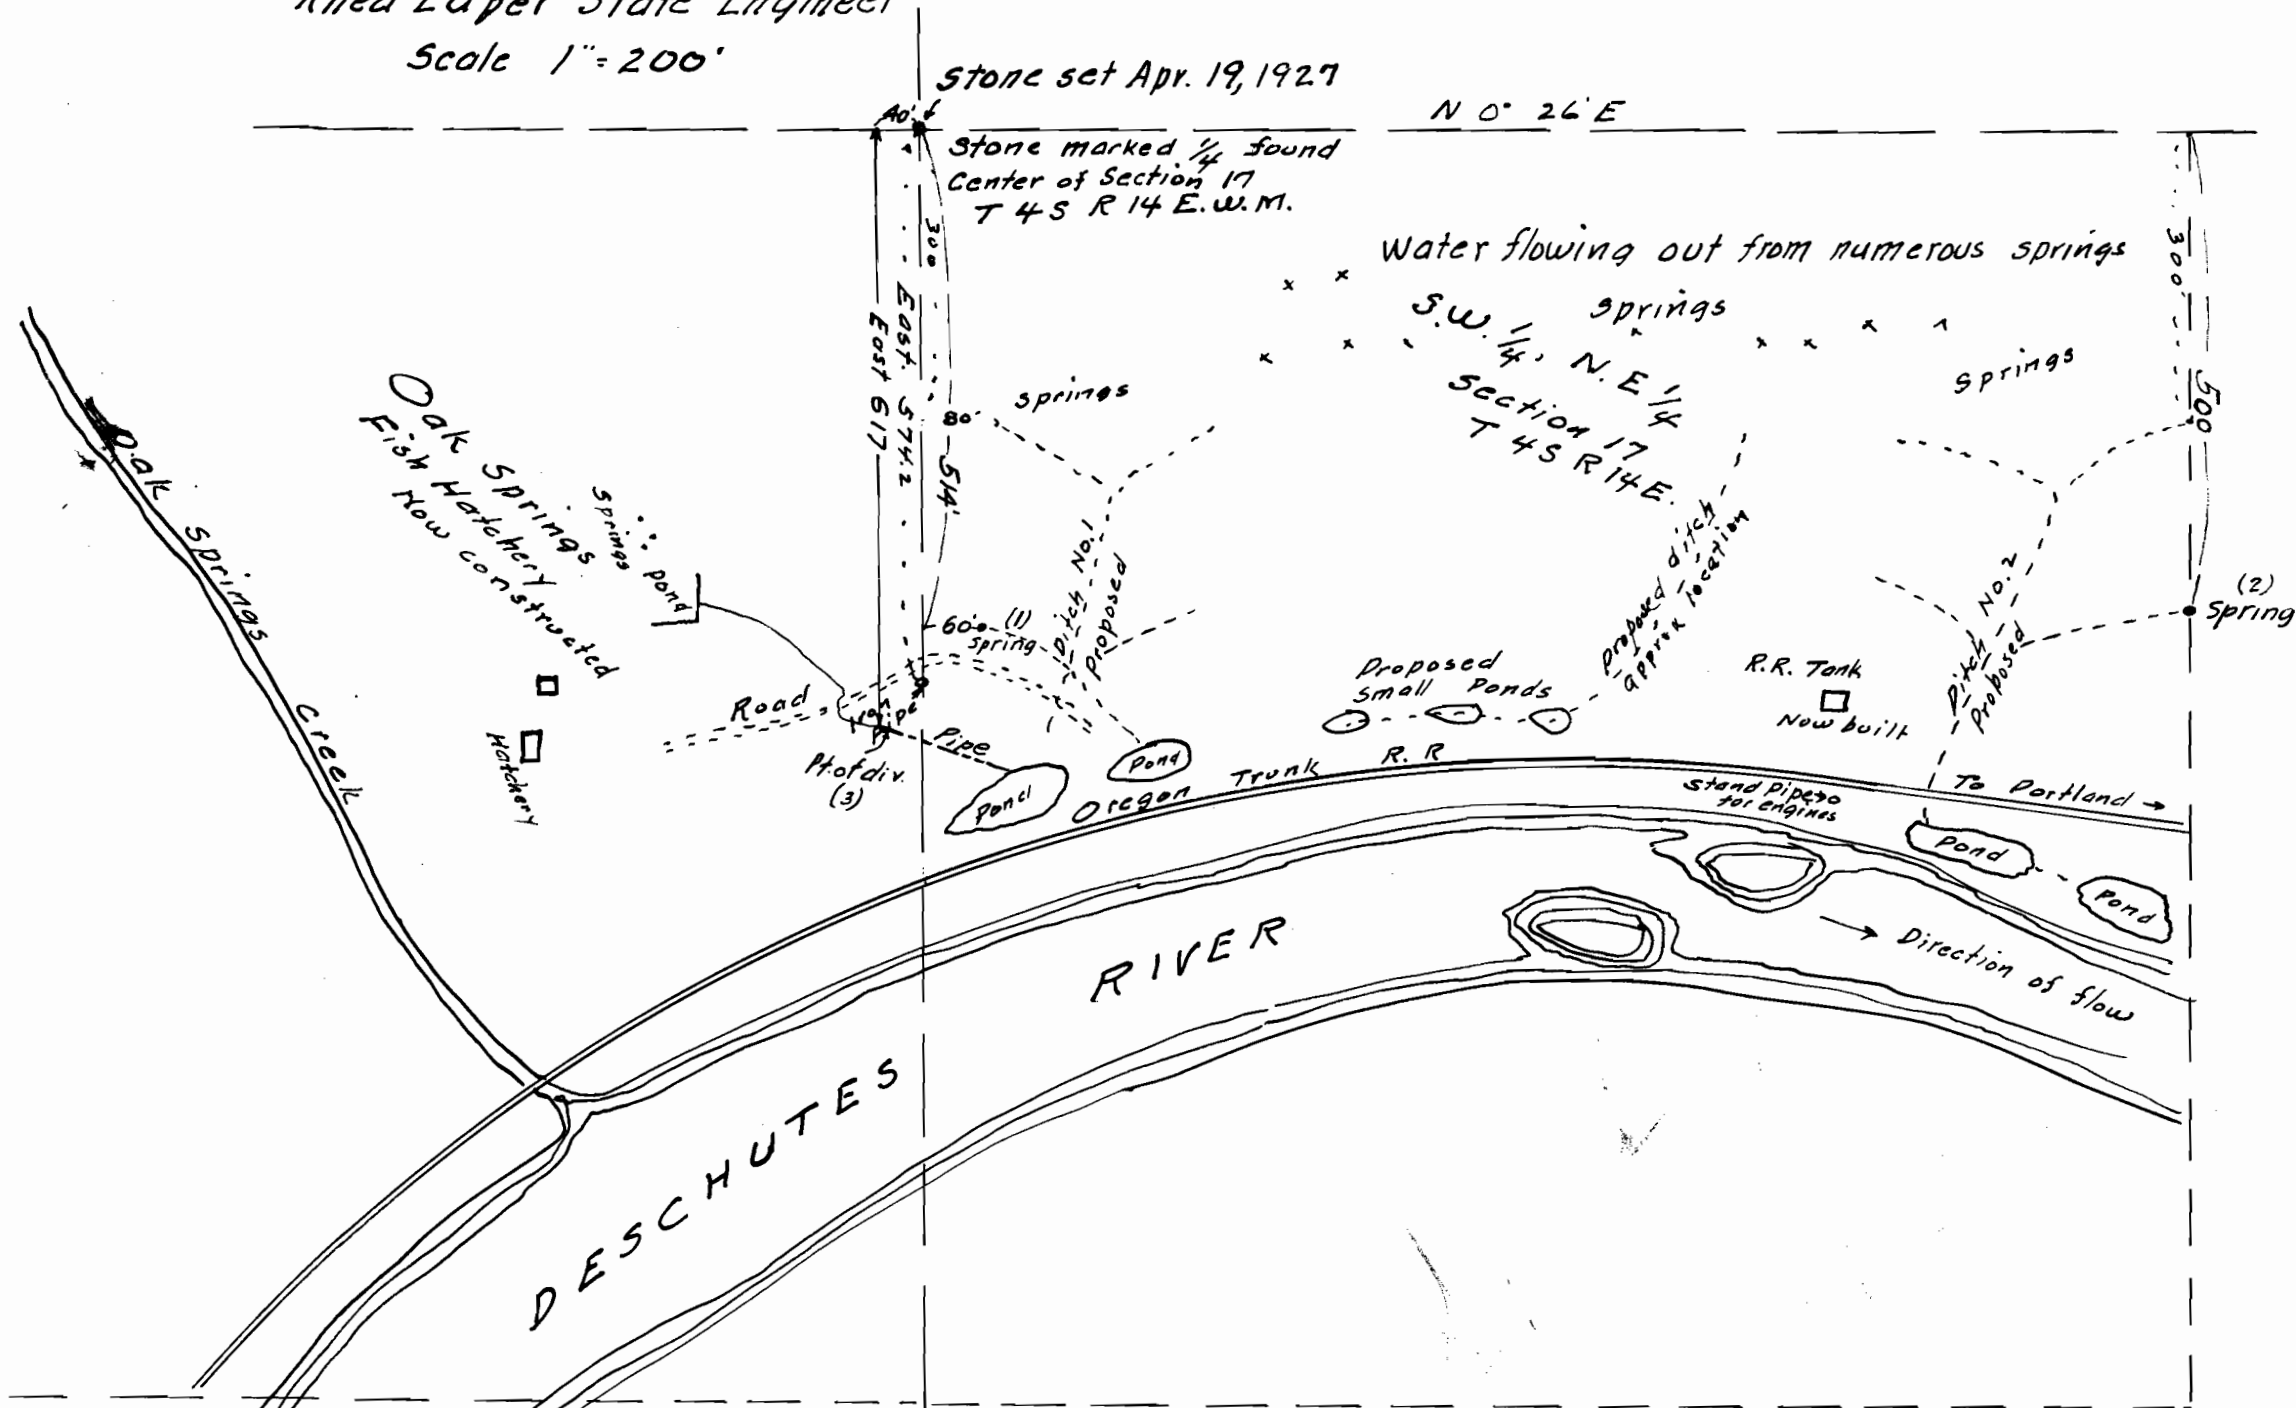 Scale 1" = 200'
Stone set Apr. 19, 1927
40'
N 0° 26' E
Stone marked 1/4 found
Center of Section 17
T 4 S R 14 E.W.M.
300
East 574.2
East 617
80'
514'
Water flowing out from numerous springs
Springs
S.W. 1/4, N.E 1/4
Section 17
T 4 S R 14 E.
Springs
Springs
300'
500
Oak Springs
Fish Hatchery
Now constructed
Springs
pond
Oak Springs Creek
Hatchery
Road
Iron Pipe
Pt. of div.
(3)
Pipe
60'
(1)
Spring
Ditch No. 1
Proposed
Proposed ditch
approx location
Proposed
Small Ponds
R.R. Tank
Now built
Ditch No. 2
Proposed
(2)
Spring
Pond
Pond
Oregon Trunk R.R
Stand Pipe
for engines
To Portland →
Pond
Pond
Direction of flow
DESCHUTES RIVER